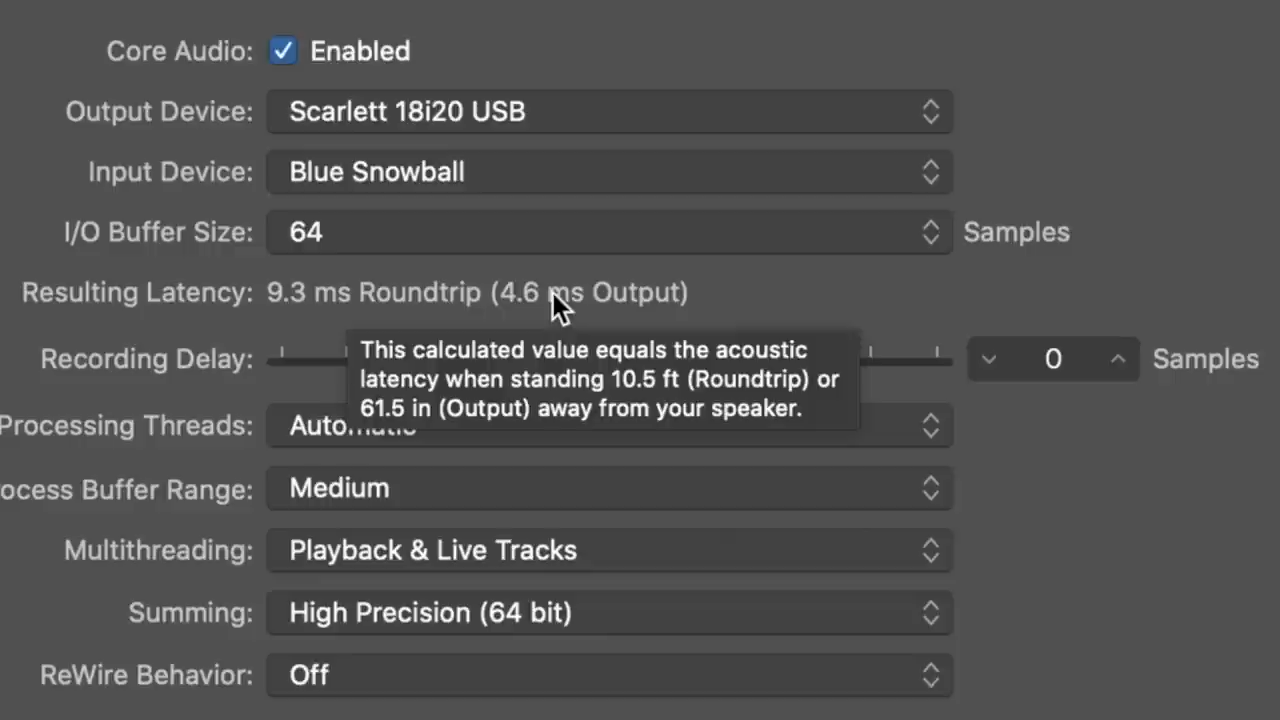 Core Audio: Enabled
Output Device: Scarlett 18i20 USB
Input Device: Blue Snowball
I/O Buffer Size: 64 Samples
Resulting Latency: 9.3 ms Roundtrip (4.6 ms Output)
Recording Delay: 0 Samples
This calculated value equals the acoustic
latency when standing 10.5 ft (Roundtrip) or
61.5 in (Output) away from your speaker.
Processing Threads: Automatic
ocess Buffer Range: Medium
Multithreading: Playback & Live Tracks
Summing: High Precision (64 bit)
ReWire Behavior: Off